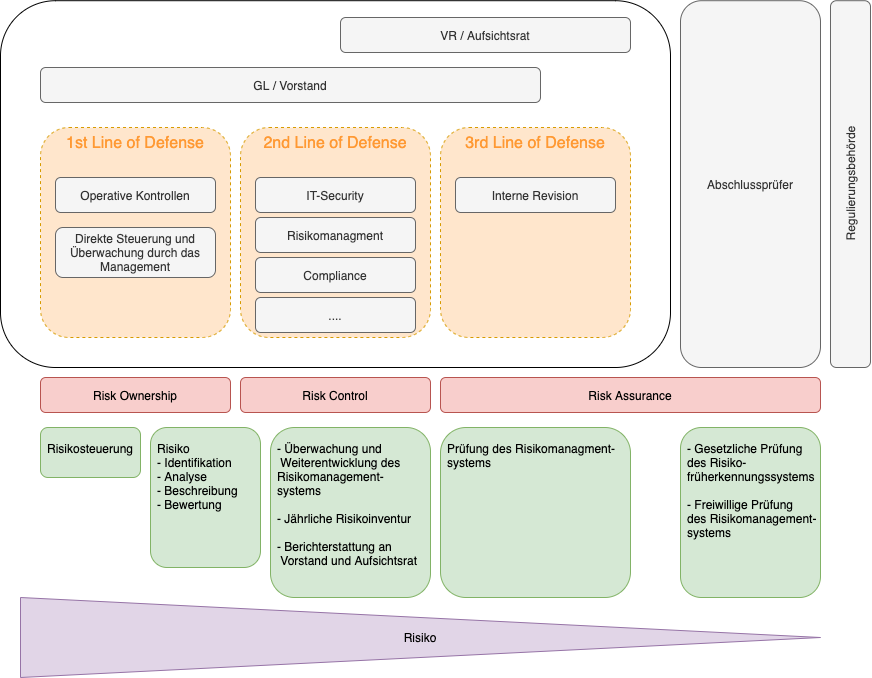 VR / Aufsichtsrat
GL / Vorstand
1st Line of Defense
2nd Line of Defense
3rd Line of Defense
Operative Kontrollen
Direkte Steuerung und
Überwachung durch das
Management
IT-Security
Risikomanagment
Compliance
....
Interne Revision
Abschlussprüfer
Regulierungsbehörde
Risk Ownership
Risk Control
Risk Assurance
Risikosteuerung
Risiko
- Identifikation
- Analyse
- Beschreibung
- Bewertung
- Überwachung und
Weiterentwicklung des
Risikomanagement-
systems
- Jährliche Risikoinventur
- Berichterstattung an
Vorstand und Aufsichtsrat
Prüfung des Risikomanagment-
systems
- Gesetzliche Prüfung
des Risiko-
früherkennungssystems
- Freiwillige Prüfung
des Risikomanagement-
systems
Risiko